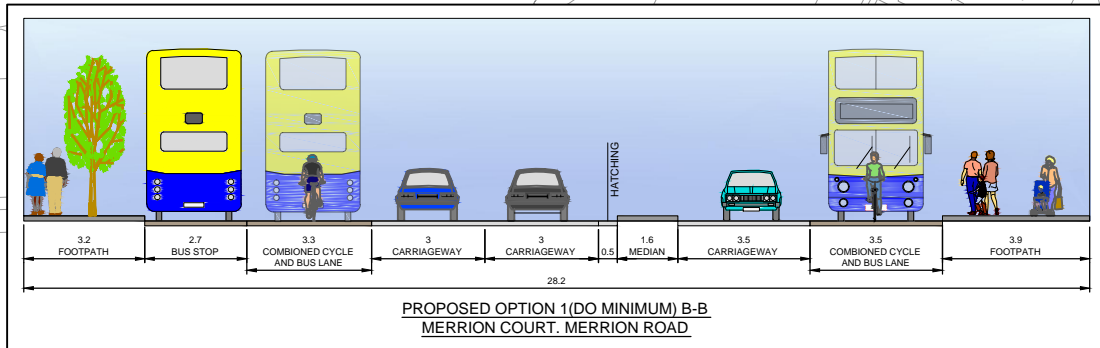 HATCHING
3.2
FOOTPATH
2.7
BUS STOP
3.3
COMBIONED CYCLE
AND BUS LANE
3
CARRIAGEWAY
3
CARRIAGEWAY
0.5
1.6
MEDIAN
3.5
CARRIAGEWAY
3.5
COMBIONED CYCLE
AND BUS LANE
3.9
FOOTPATH
28.2
PROPOSED OPTION 1(DO MINIMUM) B-B
MERRION COURT. MERRION ROAD